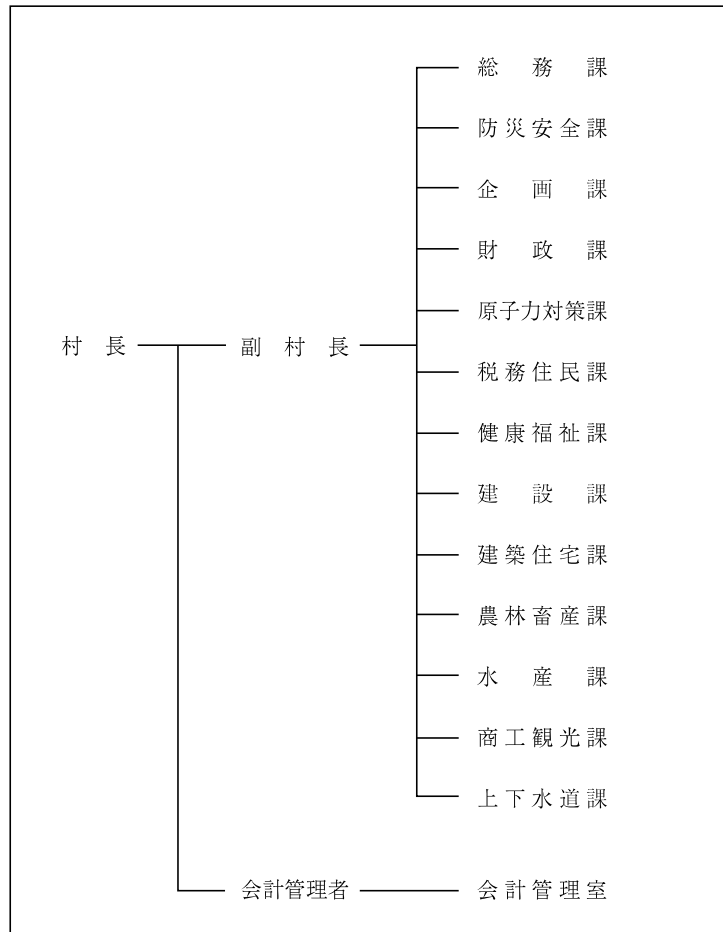 総務課
防災安全課
企画課
財政課
原子力対策課
村長 副村長
税務住民課
健康福祉課
建設課
建築住宅課
農林畜産課
水産課
商工観光課
上下水道課
会計管理者 会計管理室